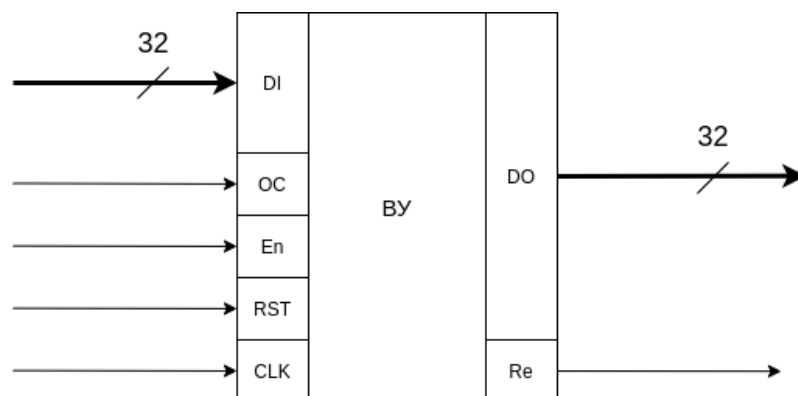 32
DI
OC
En
RST
CLK
ВУ
DO
Re
32